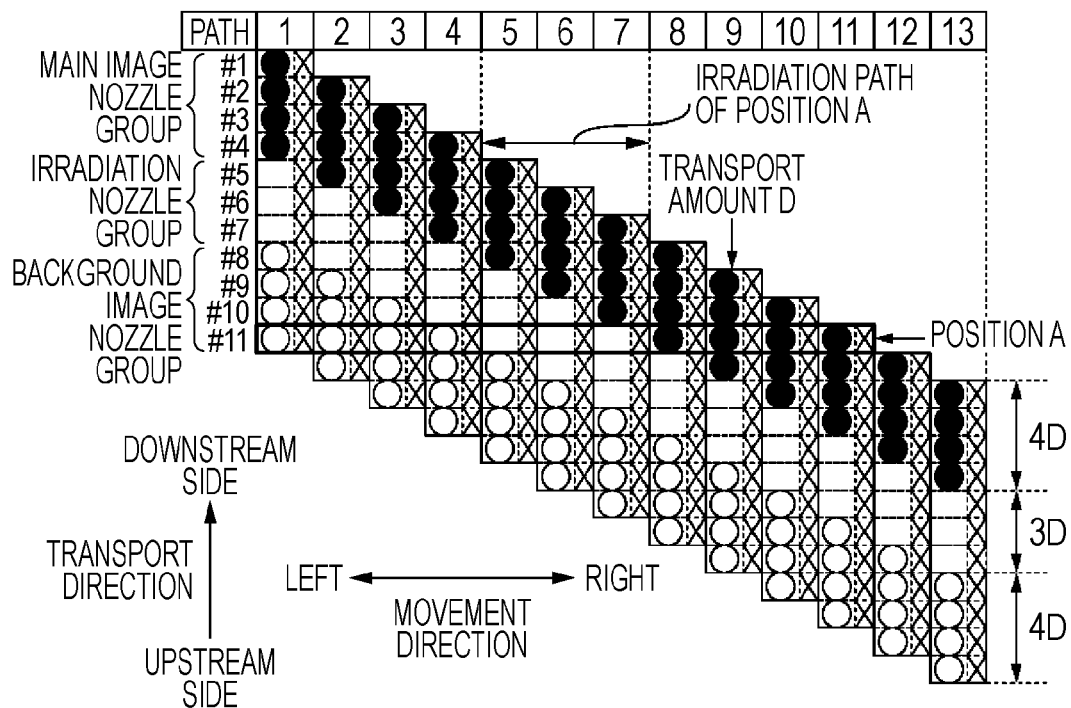 PATH 1 2 3 4 5 6 7 8 9 10 11 12 13
MAIN IMAGE
NOZZLE
GROUP
#1
#2
#3
#4
IRRADIATION
NOZZLE
GROUP
#5
#6
#7
BACKGROUND
IMAGE
NOZZLE
GROUP
#8
#9
#10
#11
IRRADIATION PATH
OF POSITION A
TRANSPORT
AMOUNT D
POSITION A
4D
3D
4D
DOWNSTREAM
SIDE
TRANSPORT
DIRECTION
UPSTREAM
SIDE
LEFT
RIGHT
MOVEMENT
DIRECTION